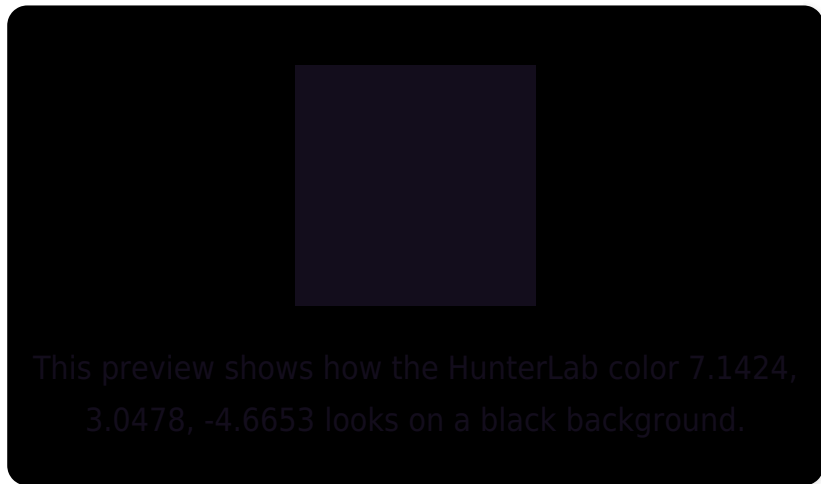 This preview shows how the HunterLab color 7.1424,
3.0478, -4.6653 looks on a black background.